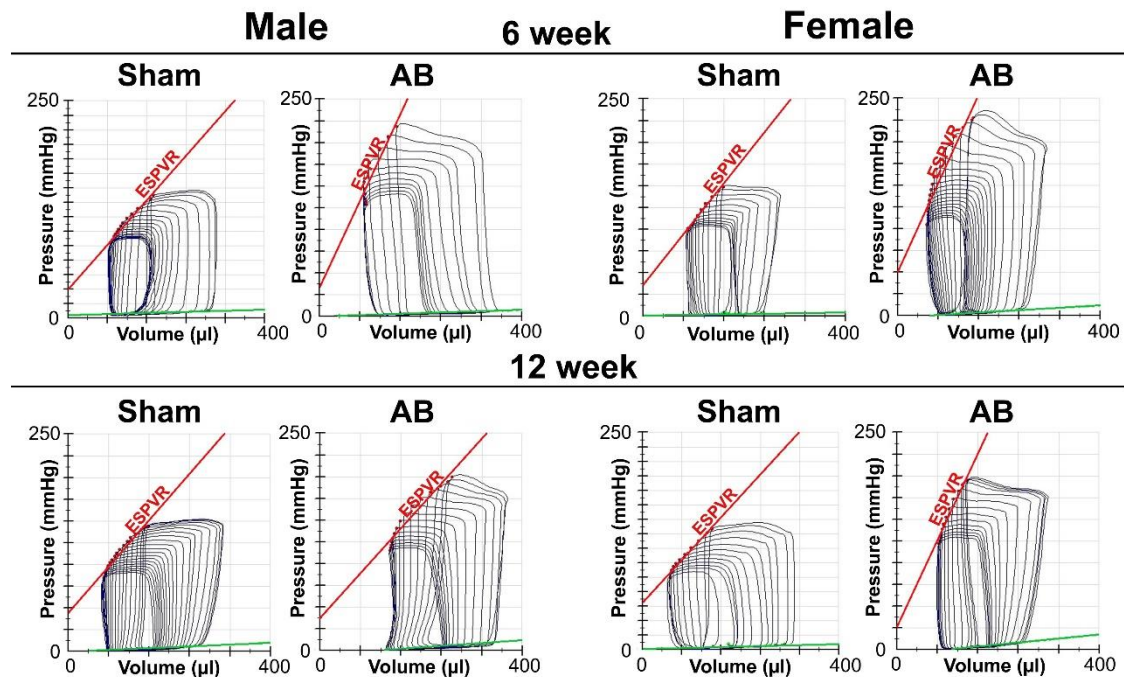 Male
Female
6 week
Sham
AB
Sham
AB
250
Pressure (mmHg)
ESPVR
0
0
Volume (µl)
400
250
Pressure (mmHg)
ESPVR
0
0
Volume (µl)
400
250
Pressure (mmHg)
ESPVR
0
0
Volume (µl)
400
250
Pressure (mmHg)
ESPVR
0
0
Volume (µl)
400
12 week
Sham
AB
Sham
AB
250
Pressure (mmHg)
ESPVR
0
0
Volume (µl)
400
250
Pressure (mmHg)
ESPVR
0
0
Volume (µl)
400
250
Pressure (mmHg)
ESPVR
0
0
Volume (µl)
400
250
Pressure (mmHg)
ESPVR
0
0
Volume (µl)
400